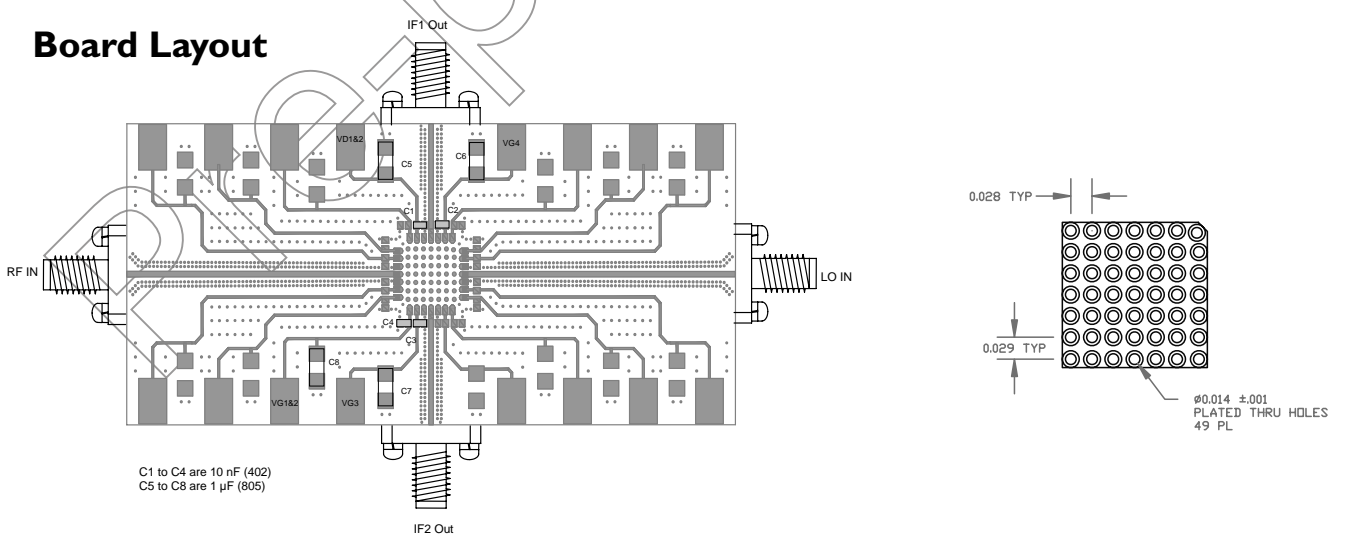 Board Layout
IF1 Out
VD1&2
C5
C6
VG4
C1
C2
RF IN
LO IN
C4
C3
C8
C7
VG1&2
VG3
C1 to C4 are 10 nF (402)
C5 to C8 are 1 µF (805)
IF2 Out
0.028 TYP
0.029 TYP
ø0.014 ±.001
PLATED THRU HOLES
49 PL
Pre-p